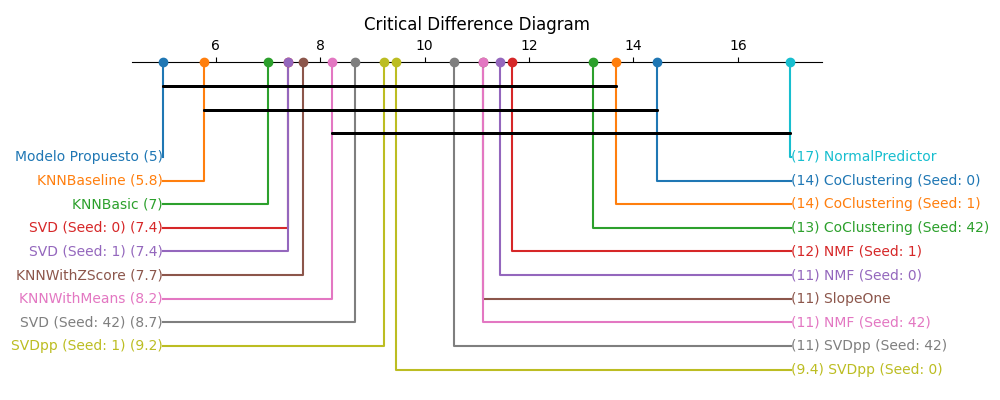 Critical Difference Diagram
6 8 10 12 14 16
Modelo Propuesto (5)
KNNBaseline (5.8)
KNNBasic (7)
SVD (Seed: 0) (7.4)
SVD (Seed: 1) (7.4)
KNNWithZScore (7.7)
KNNWithMeans (8.2)
SVD (Seed: 42) (8.7)
SVDpp (Seed: 1) (9.2)
(17) NormalPredictor
(14) CoClustering (Seed: 0)
(14) CoClustering (Seed: 1)
(13) CoClustering (Seed: 42)
(12) NMF (Seed: 1)
(11) NMF (Seed: 0)
(11) SlopeOne
(11) NMF (Seed: 42)
(11) SVDpp (Seed: 42)
(9.4) SVDpp (Seed: 0)